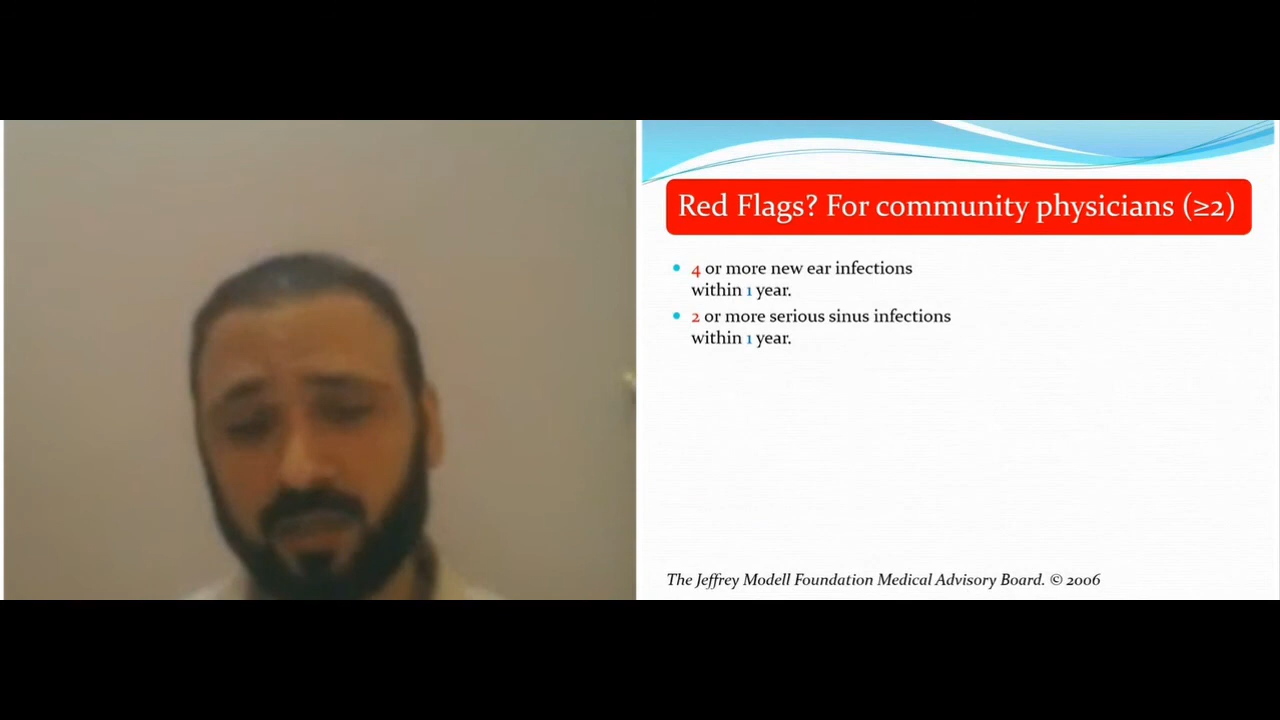 Red Flags? For community physicians (≥2)
• 4 or more new ear infections
within 1 year.
• 2 or more serious sinus infections
within 1 year.
The Jeffrey Modell Foundation Medical Advisory Board. © 2006